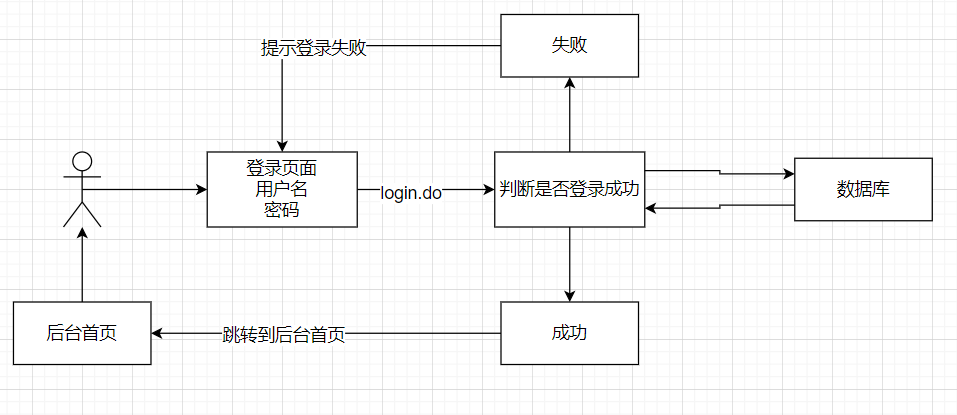 失败
提示登录失败
登录页面
用户名
密码
login.do
判断是否登录成功
数据库
后台首页
跳转到后台首页
成功